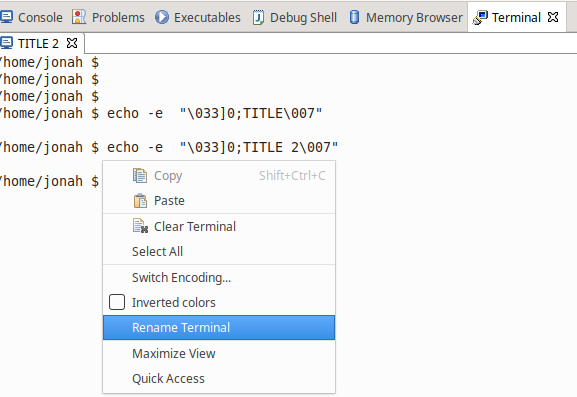 Console Problems Executables Debug Shell Memory Browser Terminal
TITLE 2
/home/jonah $
/home/jonah $
/home/jonah $
/home/jonah $ echo -e  "\033]0;TITLE\007"
/home/jonah $ echo -e  "\033]0;TITLE 2\007"
/home/jonah $
Copy Shift+Ctrl+C
Paste
Clear Terminal
Select All
Switch Encoding...
Inverted colors
Rename Terminal
Maximize View
Quick Access